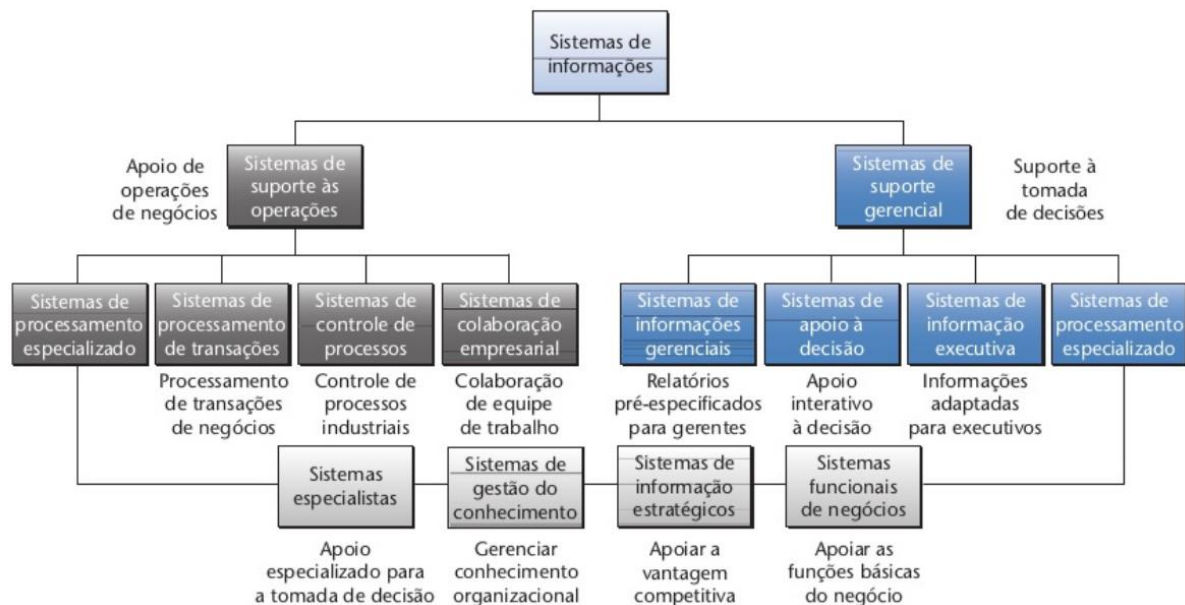 Sistemas de
informações
Apoio de
operações
de negócios
Sistemas de
suporte às
operações
Sistemas de
suporte
gerencial
Suporte à
tomada
de decisões
Sistemas de
processamento
especializado
Sistemas de
processamento
de transações
Sistemas de
controle de
processos
Sistemas de
colaboração
empresarial
Sistemas de
informações
gerenciais
Sistemas de
apoio à
decisão
Sistemas de
informação
executiva
Sistemas de
processamento
especializado
Processamento
de transações
de negócios
Controle de
processos
industriais
Colaboração
de equipe
de trabalho
Relatórios
pré-especificados
para gerentes
Apoio
interativo
à decisão
Informações
adaptadas
para executivos
Sistemas
especialistas
Sistemas de
gestão do
conhecimento
Sistemas de
informação
estratégicos
Sistemas
funcionais
de negócios
Apoio
especializado para
a tomada de decisão
Gerenciar
conhecimento
organizacional
Apoiar a
vantagem
competitiva
Apoiar as
funções básicas
do negócio